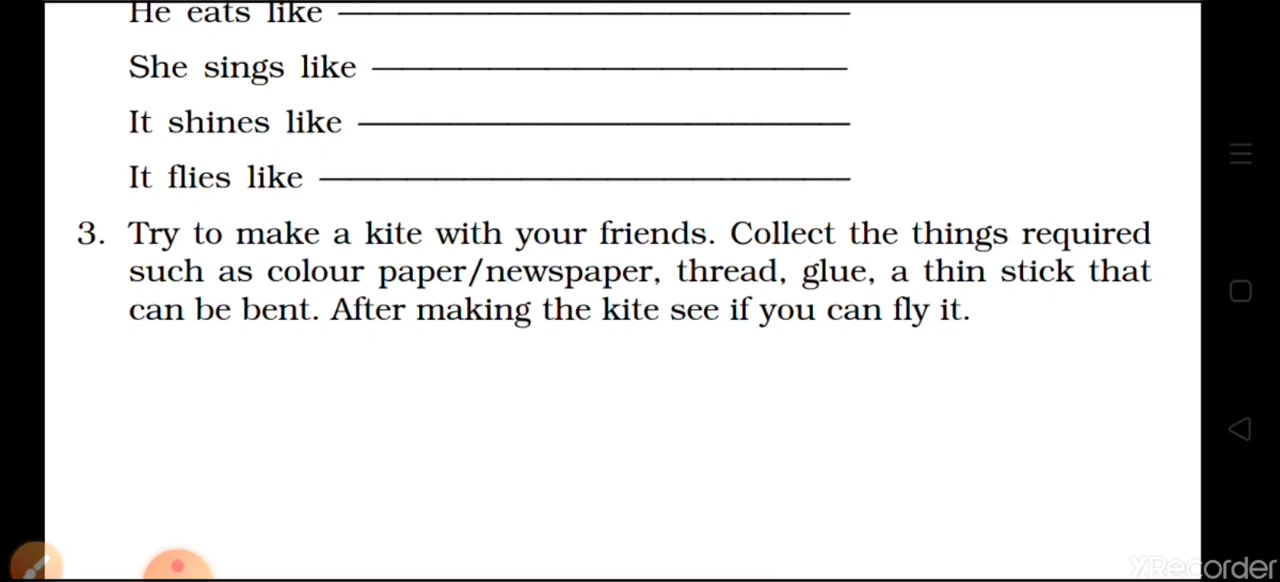 He eats like
She sings like
It shines like
It flies like
3. Try to make a kite with your friends. Collect the things required
such as colour paper/newspaper, thread, glue, a thin stick that
can be bent. After making the kite see if you can fly it.
XRecorder